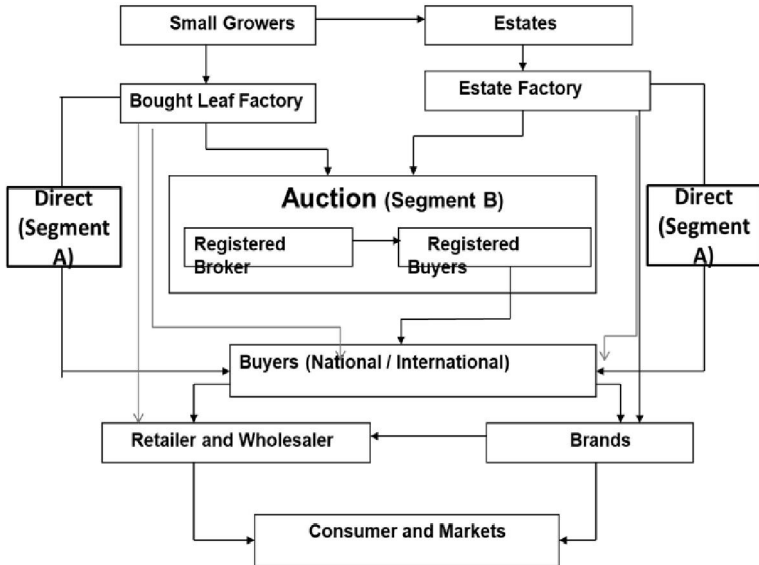 Small Growers
Estates
Bought Leaf Factory
Estate Factory
Direct
(Segment
A)
Auction (Segment B)
Direct
(Segment
A)
Registered
Broker
Registered
Buyers
Buyers (National / International)
Retailer and Wholesaler
Brands
Consumer and Markets